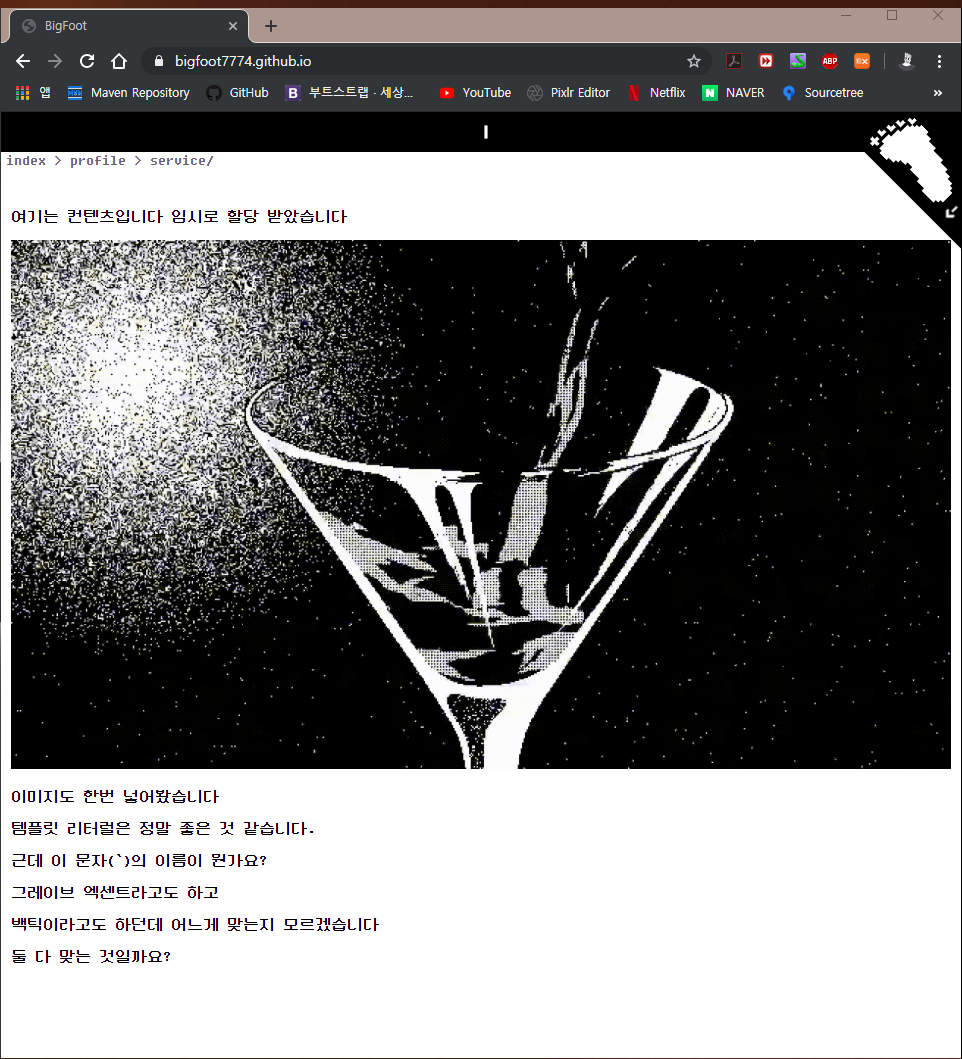 BigFoot
bigfoot7774.github.io
앱 Maven Repository GitHub B 부트스트랩 · 세상... YouTube Pixlr Editor Netflix N NAVER Sourcetree »
ABP
index > profile > service/
여기는 컨텐츠입니다 임시로 할당 받았습니다
이미지도 한번 넣어봤습니다
템플릿 리터럴은 정말 좋은 것 같습니다.
근데 이 문자(`)의 이름이 뭔가요?
그레이브 엑센트라고도 하고
백틱이라고도 하던데 어느게 맞는지 모르겠습니다
둘 다 맞는 것일까요?